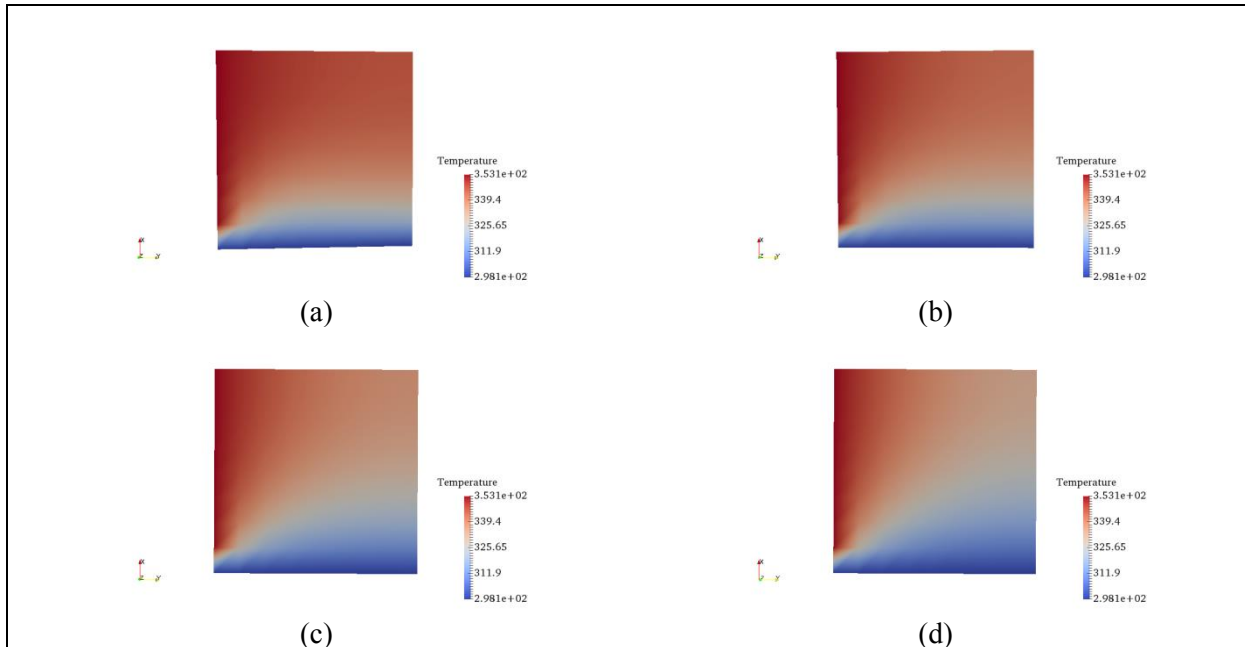 Temperature
3.531e+02
339.4
325.65
311.9
2.981e+02
X
Z Y
(a)
Temperature
3.531e+02
339.4
325.65
311.9
2.981e+02
X
Z Y
(b)
Temperature
3.531e+02
339.4
325.65
311.9
2.981e+02
X
Z Y
(c)
Temperature
3.531e+02
339.4
325.65
311.9
2.981e+02
X
Z Y
(d)